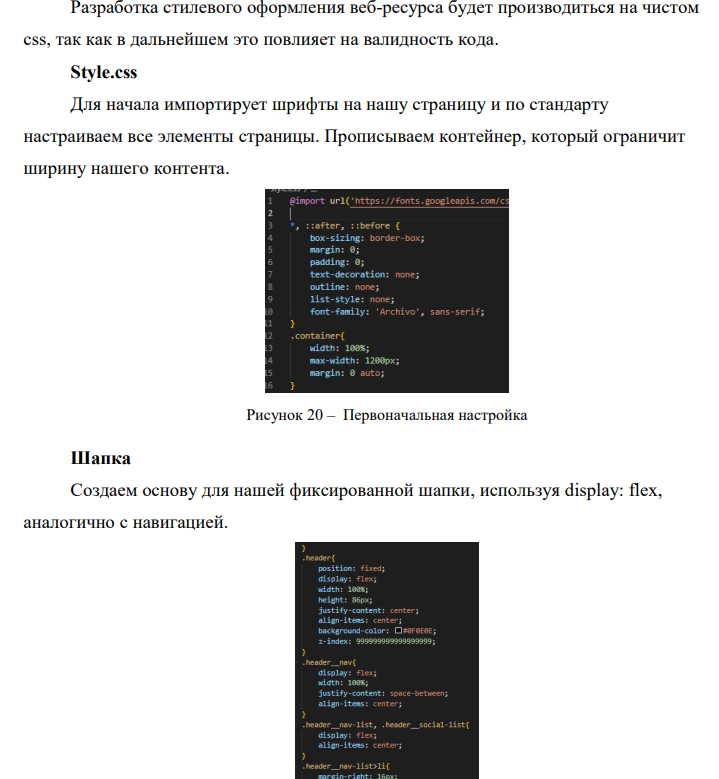 Разработка стилевого оформления веб-ресурса будет производиться на чистом
css, так как в дальнейшем это повлияет на валидность кода.
Style.css
Для начала импортирует шрифты на нашу страницу и по стандарту
настраиваем все элементы страницы. Прописываем контейнер, который ограничит
ширину нашего контента.
1 @import url('https://fonts.googleapis.com/cs
2
3 *, ::after, ::before {
4 box-sizing: border-box;
5 margin: 0;
6 padding: 0;
7 text-decoration: none;
8 outline: none;
9 list-style: none;
10 font-family: 'Archivo', sans-serif;
11 }
12 .container{
13 width: 100%;
14 max-width: 1200px;
15 margin: 0 auto;
16 }
Рисунок 20 – Первоначальная настройка
Шапка
Создаем основу для нашей фиксированной шапки, используя display: flex,
аналогично с навигацией.
}
.header{
position: fixed;
display: flex;
width: 100%;
height: 86px;
justify-content: center;
align-items: center;
background-color: #0F0E0E;
z-index: 999999999999999999;
}
.header__nav{
display: flex;
width: 100%;
justify-content: space-between;
align-items: center;
}
.header__nav-list, .header__social-list{
display: flex;
align-items: center;
}
.header__nav-list>li{
margin-right: 16px;